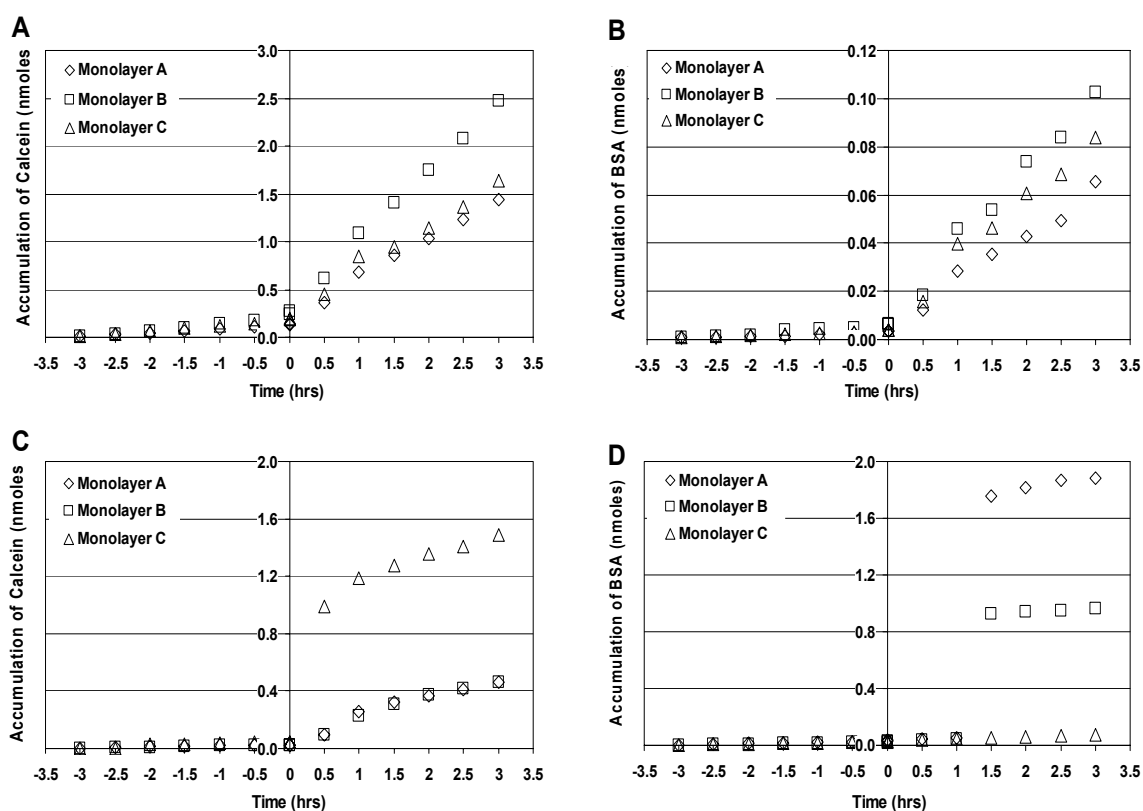 A
Accumulation of Calcein (nmoles
Monolayer A
Monolayer B
Monolayer C
3.0
2.5
2.0
1.5
1.0
0.5
0.0
-3.5 -3 -2.5 -2 -1.5 -1 -0.5 0 0.5 1 1.5 2 2.5 3 3.5
Time (hrs)
B
Accumulation of BSA (nmoles
Monolayer A
Monolayer B
Monolayer C
0.12
0.10
0.08
0.06
0.04
0.02
0.00
-3.5 -3 -2.5 -2 -1.5 -1 -0.5 0 0.5 1 1.5 2 2.5 3 3.5
Time (hrs)
C
Accumulation of Calcein (nmoles
Monolayer A
Monolayer B
Monolayer C
2.0
1.6
1.2
0.8
0.4
0.0
-3.5 -3 -2.5 -2 -1.5 -1 -0.5 0 0.5 1 1.5 2 2.5 3 3.5
Time (hrs)
D
Accumulation of BSA (nmoles)
Monolayer A
Monolayer B
Monolayer C
2.0
1.6
1.2
0.8
0.4
0.0
-3.5 -3 -2.5 -2 -1.5 -1 -0.5 0 0.5 1 1.5 2 2.5 3 3.5
Time (hrs)